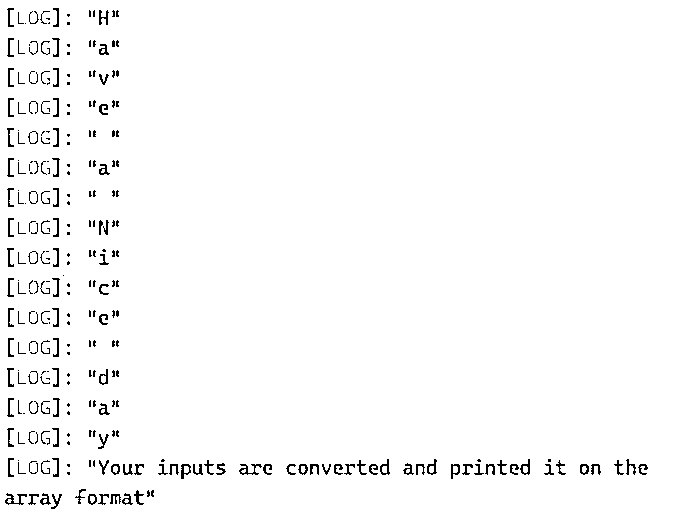 [LOG]: "H"
[LOG]: "a"
[LOG]: "v"
[LOG]: "e"
[LOG]: " "
[LOG]: "a"
[LOG]: " "
[LOG]: "N"
[LOG]: "i"
[LOG]: "c"
[LOG]: "e"
[LOG]: " "
[LOG]: "d"
[LOG]: "a"
[LOG]: "y"
[LOG]: "Your inputs are converted and printed it on the
array format"